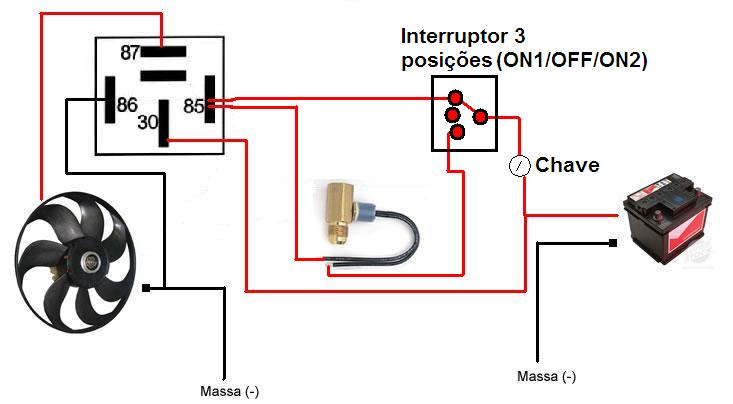 Interruptor 3
posições (ON1/OFF/ON2)
87
86
85
30
Chave
Massa (-)
Massa (-)